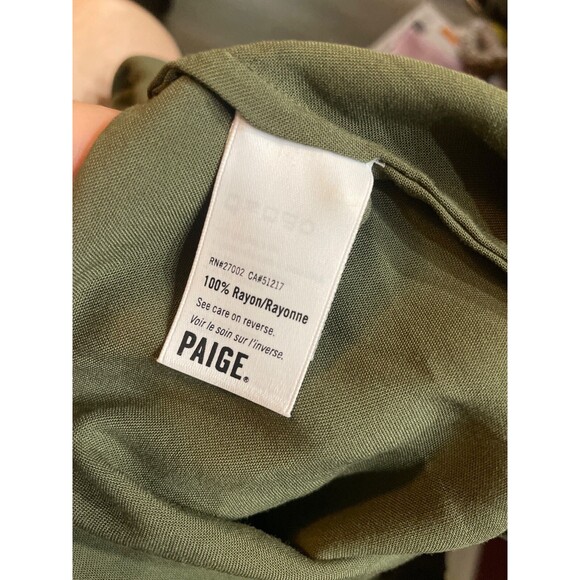 RN#27002 CA#51217
100% Rayon/Rayonne
See care on reverse.
Voir le soin sur l'inverse.
PAIGE®